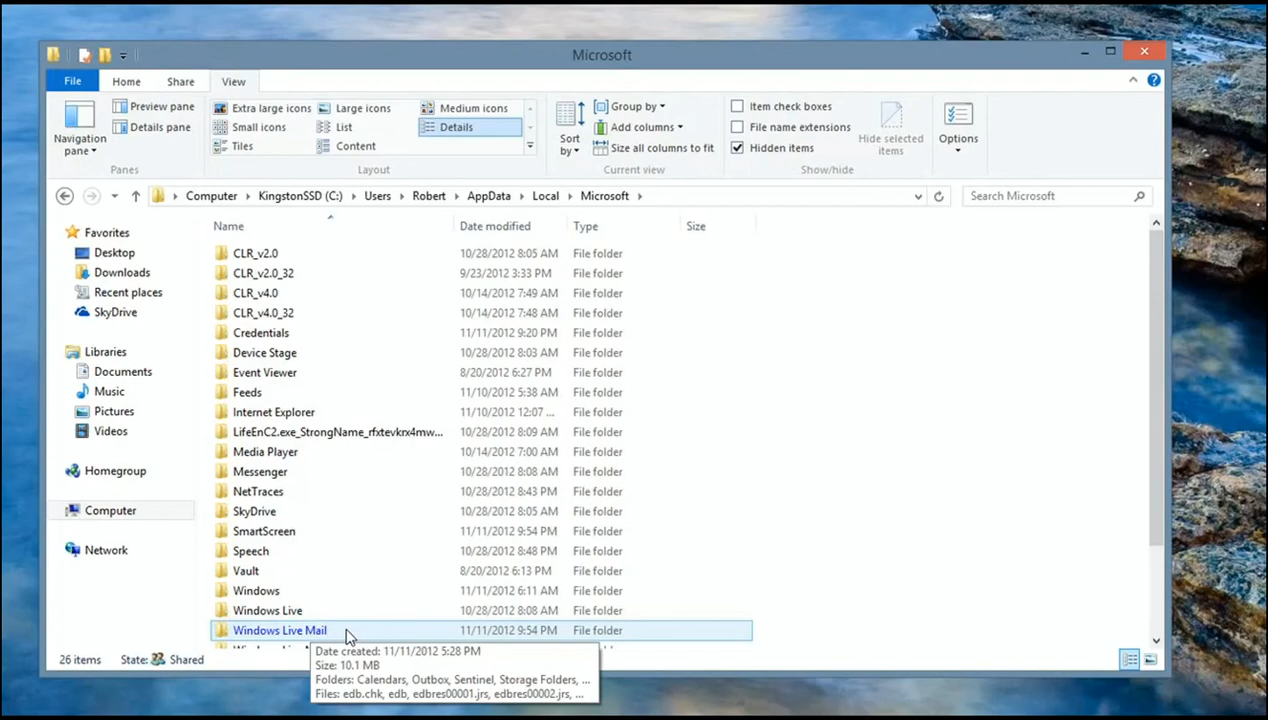 Microsoft
File Home Share View
Preview pane
Details pane
Navigation pane
Panes
Extra large icons Large icons Medium icons
Small icons List Details
Tiles Content
Layout
Sort by
Group by
Add columns
Size all columns to fit
Current view
Item check boxes
File name extensions
Hidden items
Hide selected items
Show/hide
Options
Computer KingstonSSD (C:) Users Robert AppData Local Microsoft
Search Microsoft
Favorites
Desktop
Downloads
Recent places
SkyDrive
Libraries
Documents
Music
Pictures
Videos
Homegroup
Computer
Network
Name Date modified Type Size
CLR_v2.0 10/28/2012 8:05 AM File folder
CLR_v2.0_32 9/23/2012 3:33 PM File folder
CLR_v4.0 10/14/2012 7:49 AM File folder
CLR_v4.0_32 10/14/2012 7:48 AM File folder
Credentials 11/11/2012 9:20 PM File folder
Device Stage 10/28/2012 8:03 AM File folder
Event Viewer 8/20/2012 6:27 PM File folder
Feeds 11/10/2012 5:38 AM File folder
Internet Explorer 11/10/2012 12:07 ... File folder
LifeEnC2.exe_StrongName_rfxtevkrx4mw... 10/28/2012 8:09 AM File folder
Media Player 10/14/2012 7:00 AM File folder
Messenger 10/28/2012 8:08 AM File folder
NetTraces 10/28/2012 8:43 PM File folder
SkyDrive 10/28/2012 8:05 AM File folder
SmartScreen 11/11/2012 9:54 PM File folder
Speech 10/28/2012 8:48 PM File folder
Vault 8/20/2012 6:13 PM File folder
Windows 11/11/2012 6:11 AM File folder
Windows Live 10/28/2012 8:08 AM File folder
Windows Live Mail 11/11/2012 9:54 PM File folder
Date created: 11/11/2012 5:28 PM
Size: 10.1 MB
Folders: Calendars, Outbox, Sentinel, Storage Folders, ...
Files: edb.chk, edb, edbres00001.jrs, edbres00002.jrs, ...
26 items State: Shared